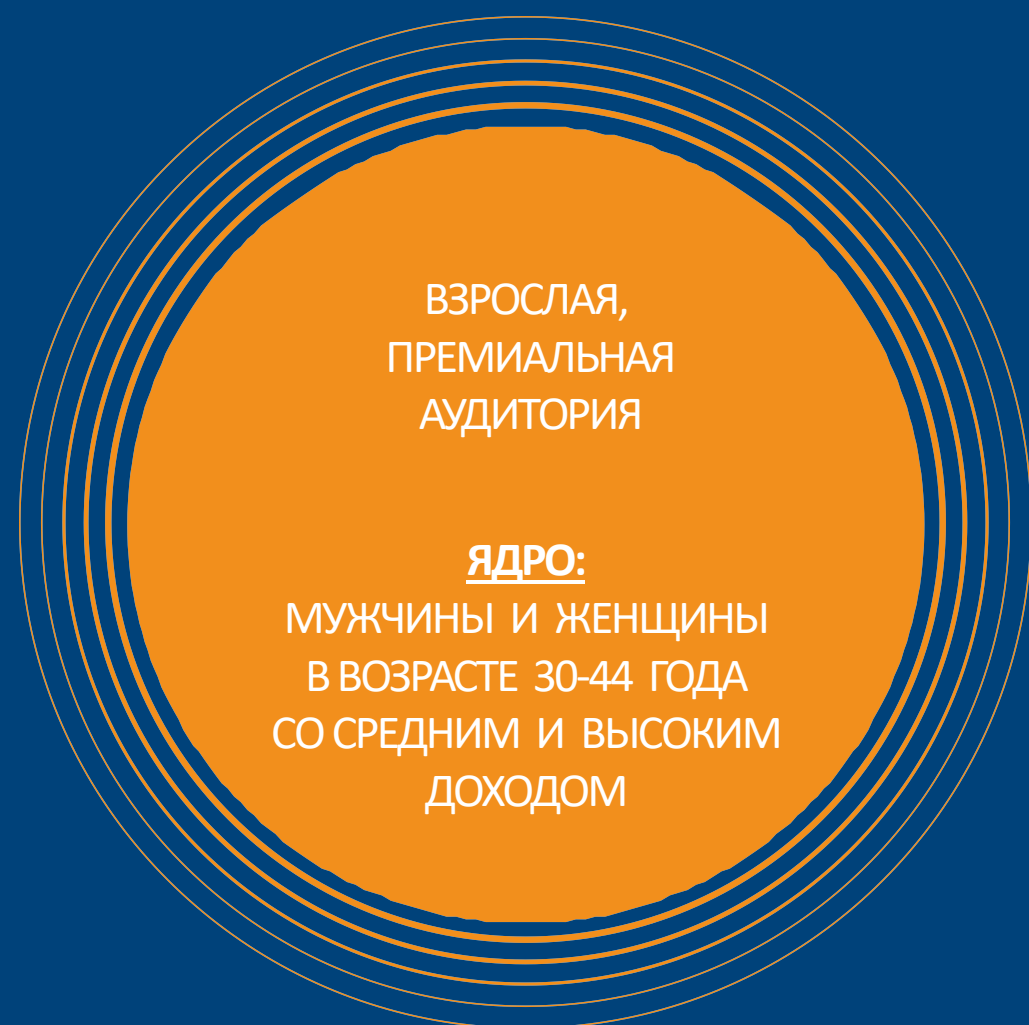 ВЗРОСЛАЯ,
ПРЕМИАЛЬНАЯ
АУДИТОРИЯ
ЯДРО:
МУЖЧИНЫ И ЖЕНЩИНЫ
В ВОЗРАСТЕ 30-44 ГОДА
СО СРЕДНИМ И ВЫСОКИМ
ДОХОДОМ